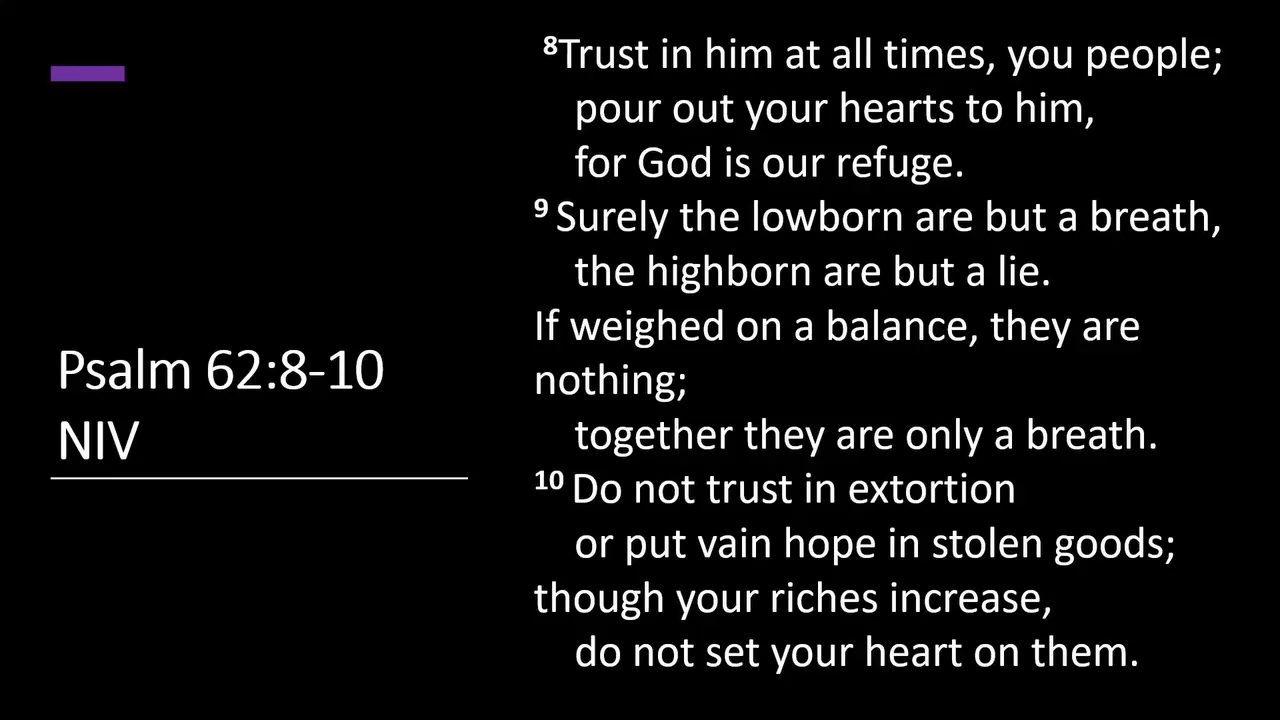 Psalm 62:8-10
NIV
8Trust in him at all times, you people;
pour out your hearts to him,
for God is our refuge.
9 Surely the lowborn are but a breath,
the highborn are but a lie.
If weighed on a balance, they are
nothing;
together they are only a breath.
10 Do not trust in extortion
or put vain hope in stolen goods;
though your riches increase,
do not set your heart on them.